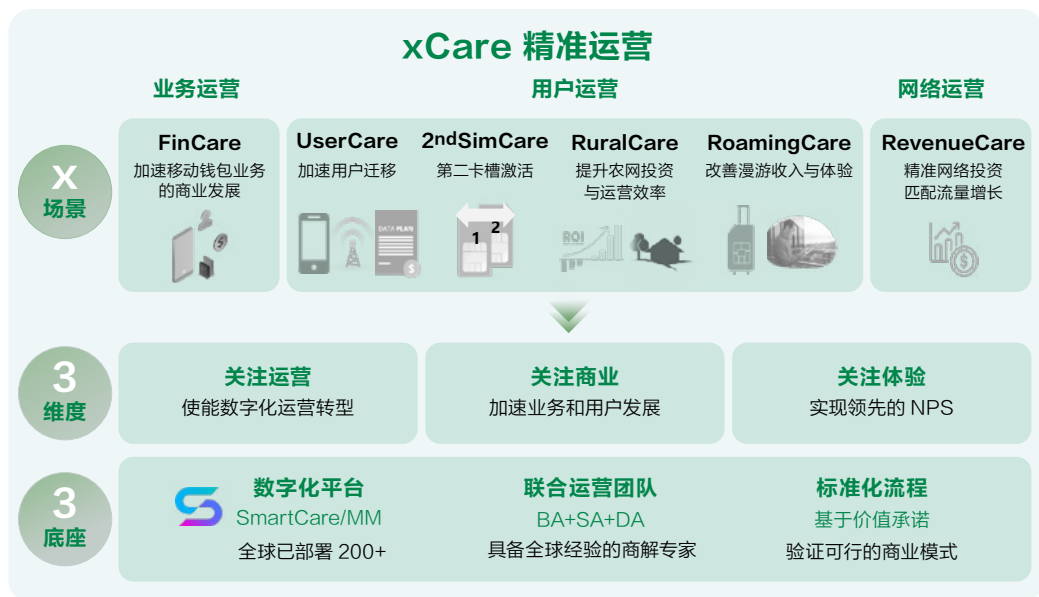 xCare 精准运营
业务运营
用户运营
网络运营
X
场景
FinCare
加速移动钱包业务
的商业发展
UserCare
加速用户迁移
DATA PLAN
$
2ndSimCare
第二卡槽激活
1
2
RuralCare
提升农网投资
与运营效率
ROI
RoamingCare
改善漫游收入与体验
RevenueCare
精准网络投资
匹配流量增长
$
3
维度
关注运营
使能数字化运营转型
关注商业
加速业务和用户发展
关注体验
实现领先的 NPS
3
底座
数字化平台
SmartCare/MM
全球已部署 200+
联合运营团队
BA+SA+DA
具备全球经验的商解专家
标准化流程
基于价值承诺
验证可行的商业模式